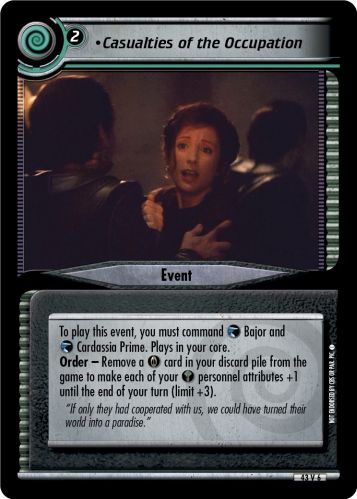 2
•Casualties of the Occupation
Event
To play this event, you must command Bajor and
Cardassia Prime. Plays in your core.
Order – Remove a card in your discard pile from
the game to make each of your personnel attributes +1
until the end of your turn (limit +3).
"If only they had cooperated with us, we could have turned their
world into a paradise."
NOT ENDORSED BY CBS OR PAR. PIC.
43 V 6